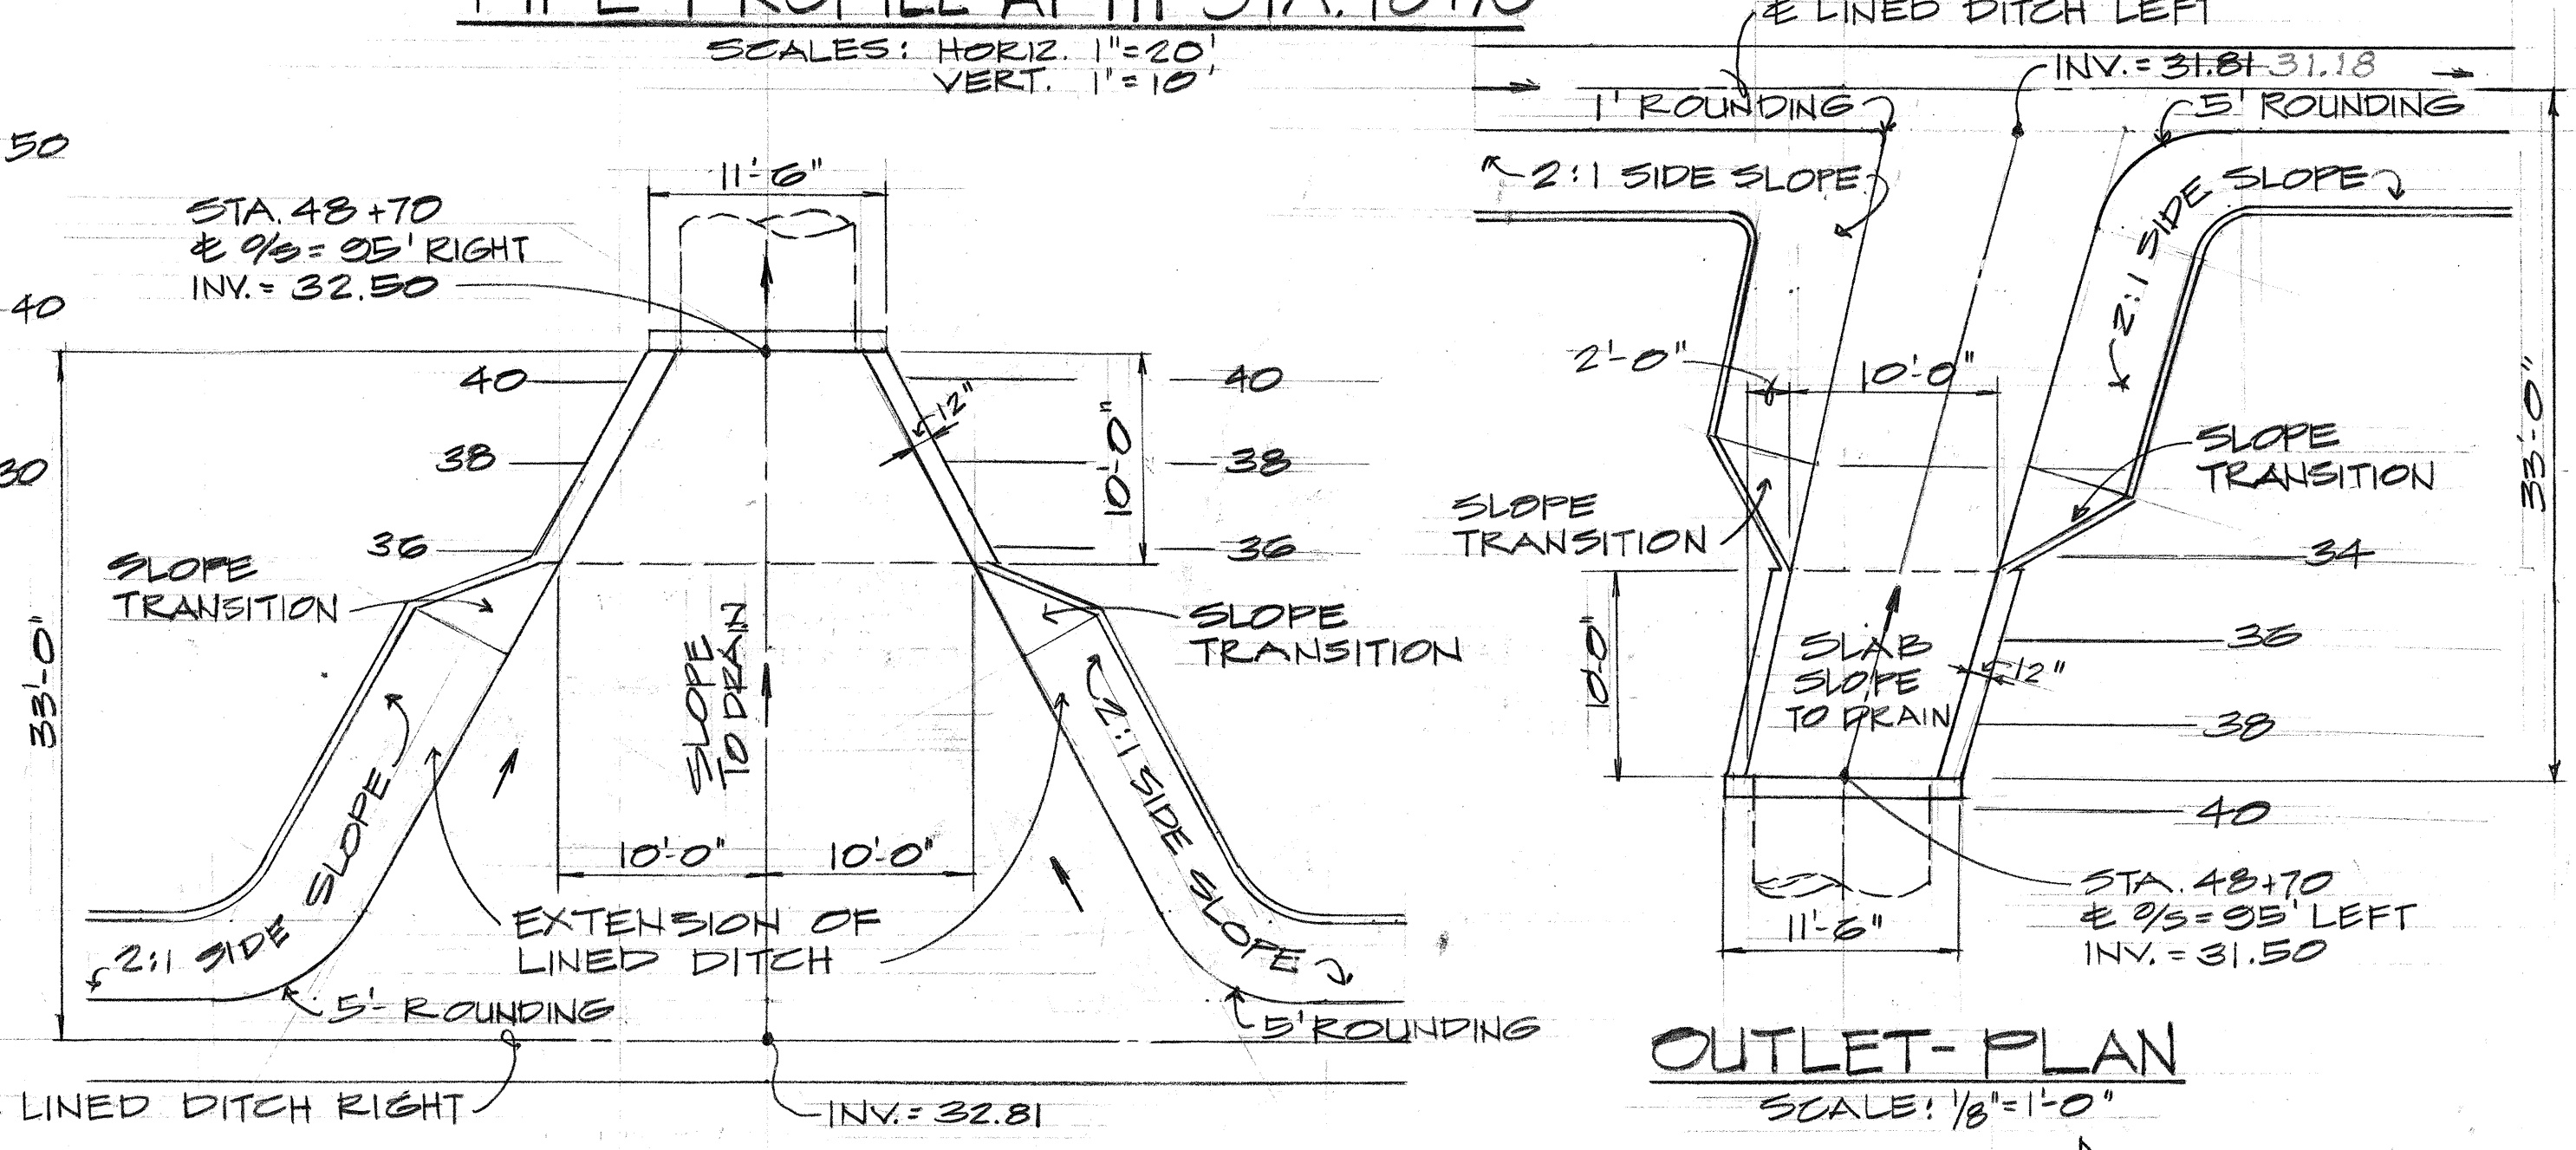 SCALES: HORIZ. 1"=20'
VERT. 1"=10'
50
40
30
STA. 48+70
℄ O/S = 95' RIGHT
INV. = 32.50
11'-6"
40
38
36
40
38
36
12"
10'-0"
33'-0"
SLOPE
TRANSITION
SLOPE
TRANSITION
SLOPE
TO DRAIN
2:1 SIDE SLOPE
2:1 SIDE SLOPE
10'-0"
10'-0"
EXTENSION OF
LINED DITCH
5'- ROUNDING
5' ROUNDING
LINED DITCH RIGHT
INV. = 32.81
℄ LINED DITCH LEFT
INV. = 31.81 31.18
1' ROUNDING
5' ROUNDING
2:1 SIDE SLOPE
2:1 SIDE SLOPE
2'-0"
10'-0"
SLOPE
TRANSITION
SLOPE
TRANSITION
33'-0"
34
36
38
40
10'-0"
SLAB
SLOPE
TO DRAIN
12"
11'-6"
STA. 48+70
℄ O/S = 95' LEFT
INV. = 31.50
OUTLET - PLAN
SCALE: 1/8"=1'-0"